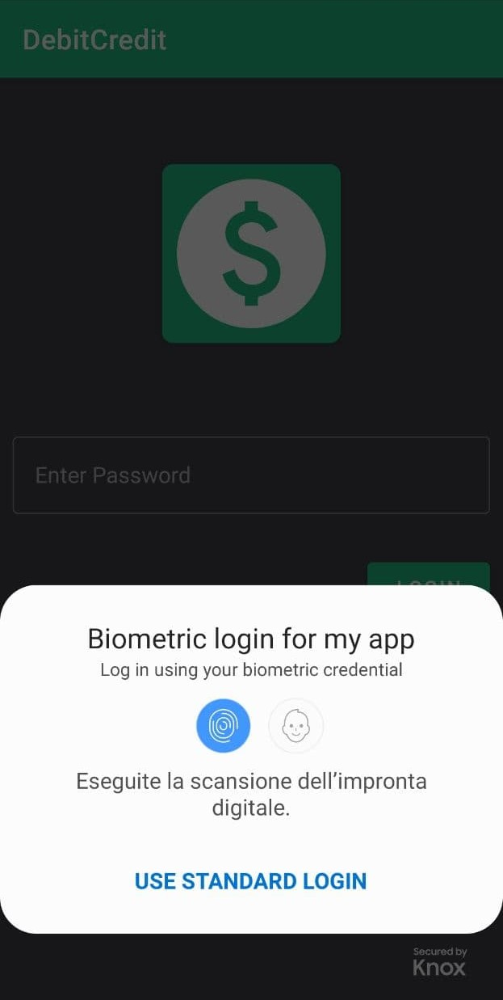 DebitCredit
$
Enter Password
LOGIN
Biometric login for my app
Log in using your biometric credential
Eseguite la scansione dell’impronta
digitale.
USE STANDARD LOGIN
Secured by
Knox